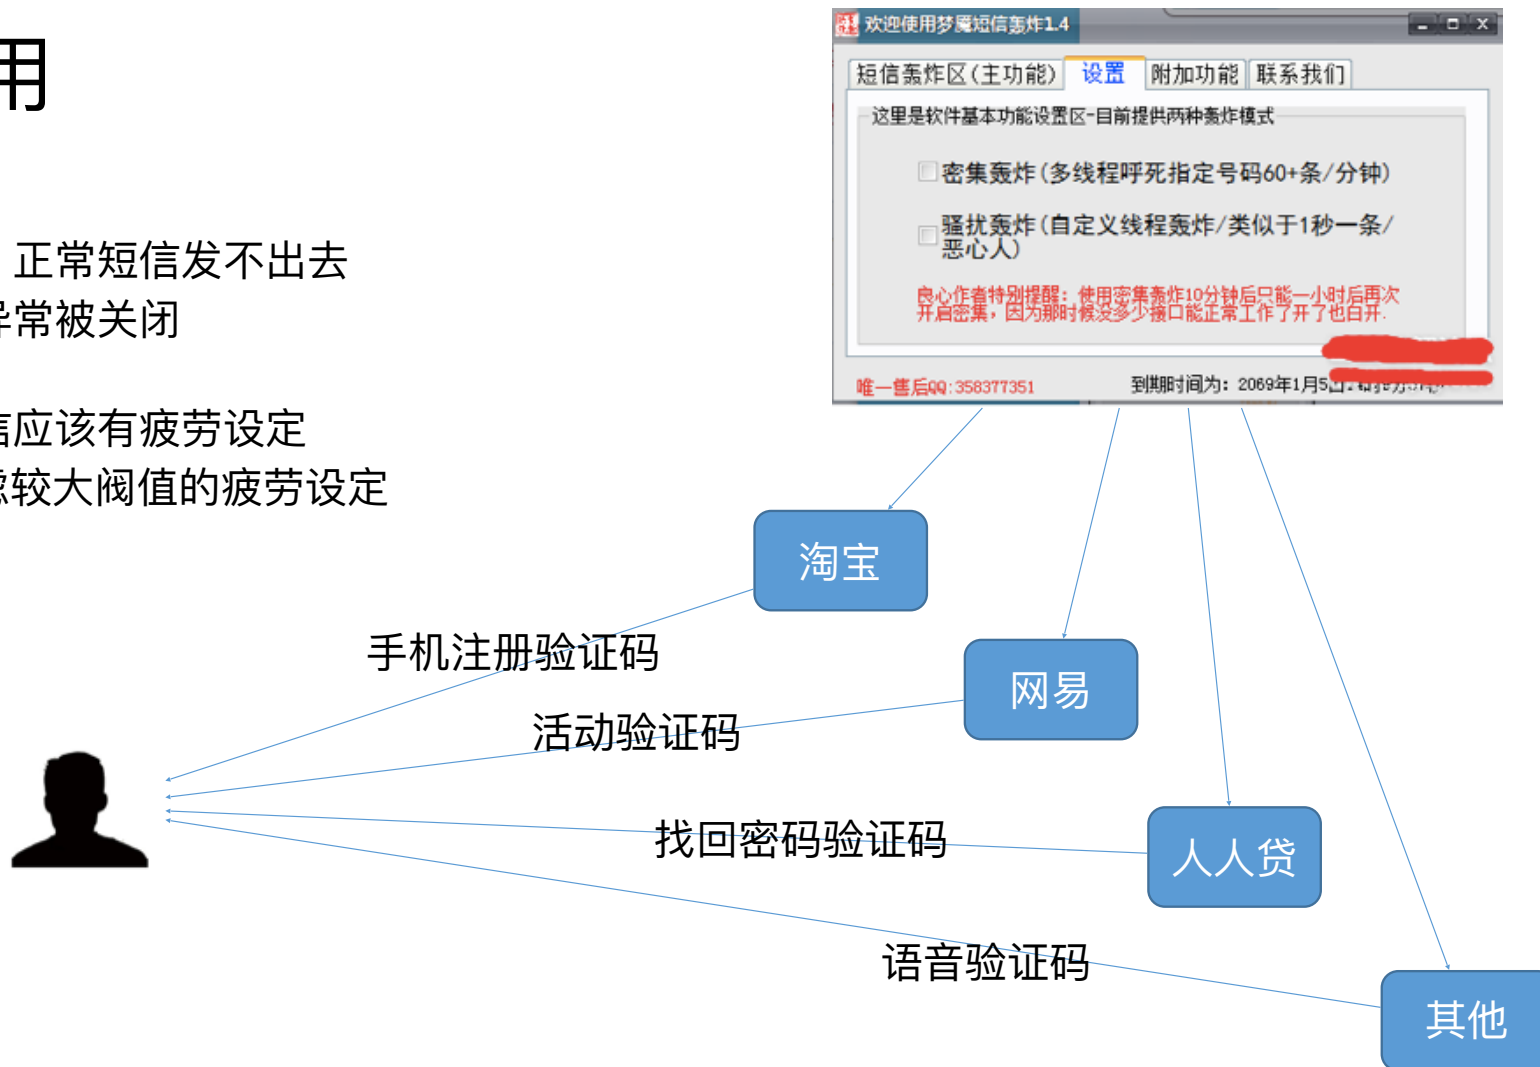 用
正常短信发不出去
异常被关闭
信应该有疲劳设定
虑较大阀值的疲劳设定
欢迎使用梦魇短信轰炸1.4
短信轰炸区(主功能) 设置 附加功能 联系我们
这里是软件基本功能设置区-目前提供两种轰炸模式
密集轰炸(多线程呼死指定号码60+条/分钟)
骚扰轰炸(自定义线程轰炸/类似于1秒一条/
恶心人)
良心作者特别提醒：使用密集轰炸10分钟后只能一小时后再次
开启密集，因为那时候没多少接口能正常工作了开了也白开.
唯一售后QQ:358377351 到期时间为：2069年1月5
淘宝
手机注册验证码
网易
活动验证码
找回密码验证码
人人贷
语音验证码
其他